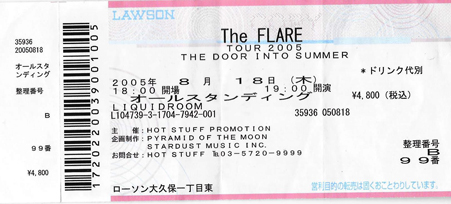 35936
20050818
オールスタンディング
整理番号
B
99番
¥4,800
17202200390001005
LAWSON
The FLARE
TOUR 2005
THE DOOR INTO SUMMER
2005年 8月 18日(木)
*ドリンク代別
18:00 開場 19:00 開演
オールスタンディング ¥4,800(税込)
LIQUIDROOM
L104739-3-1704-7942-001 35936 050818
主 催:HOT STUFF PROMOTION
企画制作:PYRAMID OF THE MOON
STARDUST MUSIC INC.
お問合せ:HOT STUFF ℡03-5720-9999
整理番号
B
99番
ローソン大久保一丁目東
営利目的の転売は固くおことわりしています。